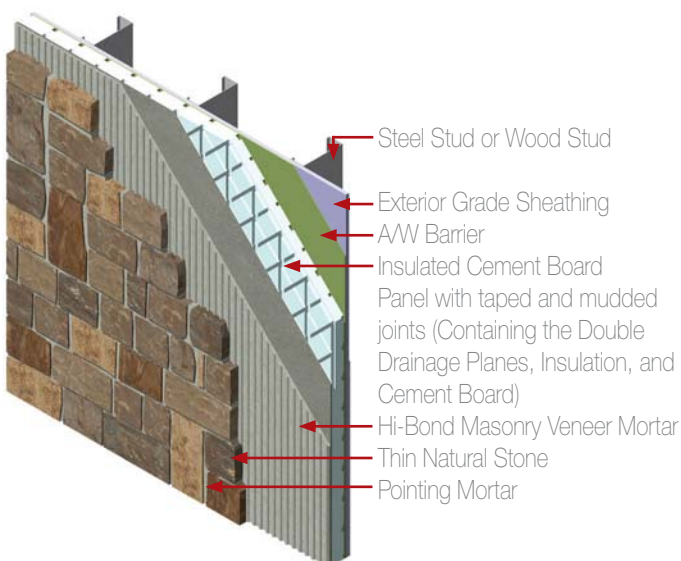 Steel Stud or Wood Stud
Exterior Grade Sheathing
A/W Barrier
Insulated Cement Board
Panel with taped and mudded
joints (Containing the Double
Drainage Planes, Insulation, and
Cement Board)
Hi-Bond Masonry Veneer Mortar
Thin Natural Stone
Pointing Mortar